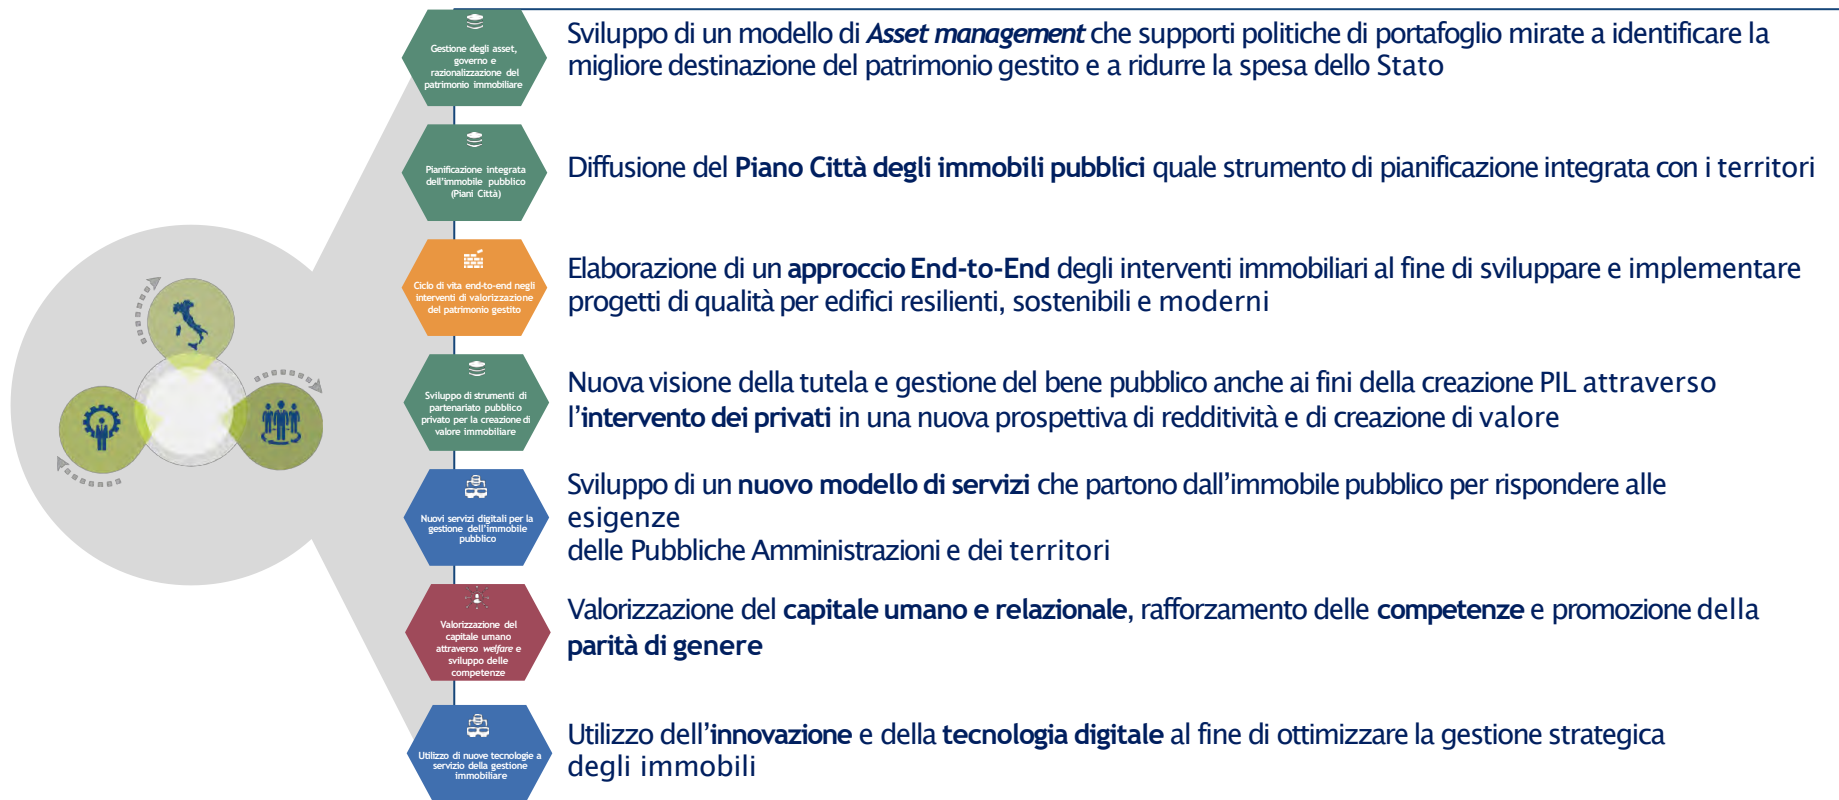 Gestione degli asset,
governo e
razionalizzazione del
patrimonio immobiliare
Sviluppo di un modello di Asset management che supporti politiche di portafoglio mirate a identificare la
migliore destinazione del patrimonio gestito e a ridurre la spesa dello Stato
Pianificazione integrata
dell'immobile pubblico
(Piani Città)
Diffusione del Piano Città degli immobili pubblici quale strumento di pianificazione integrata con i territori
Ciclo di vita end-to-end negli
interventi di valorizzazione
del patrimonio gestito
Elaborazione di un approccio End-to-End degli interventi immobiliari al fine di sviluppare e implementare
progetti di qualità per edifici resilienti, sostenibili e moderni
Sviluppo di strumenti di
partenariato pubblico
privato per la creazione di
valore immobiliare
Nuova visione della tutela e gestione del bene pubblico anche ai fini della creazione PIL attraverso
l'intervento dei privati in una nuova prospettiva di redditività e di creazione di valore
Nuovi servizi digitali per la
gestione dell'immobile
pubblico
Sviluppo di un nuovo modello di servizi che partono dall'immobile pubblico per rispondere alle
esigenze
delle Pubbliche Amministrazioni e dei territori
Valorizzazione del
capitale umano
attraverso welfare e
sviluppo delle
competenze
Valorizzazione del capitale umano e relazionale, rafforzamento delle competenze e promozione della
parità di genere
Utilizzo di nuove tecnologie a
servizio della gestione
immobiliare
Utilizzo dell'innovazione e della tecnologia digitale al fine di ottimizzare la gestione strategica
degli immobili